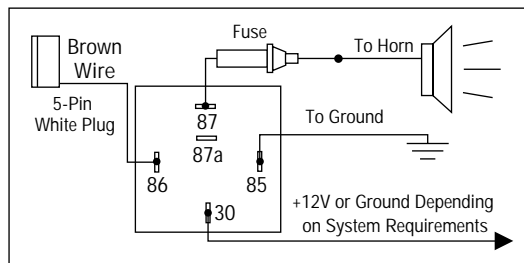 Brown
Wire
5-Pin
White Plug
Fuse
To Horn
87
87a
86
85
30
To Ground
+12V or Ground Depending
on System Requirements